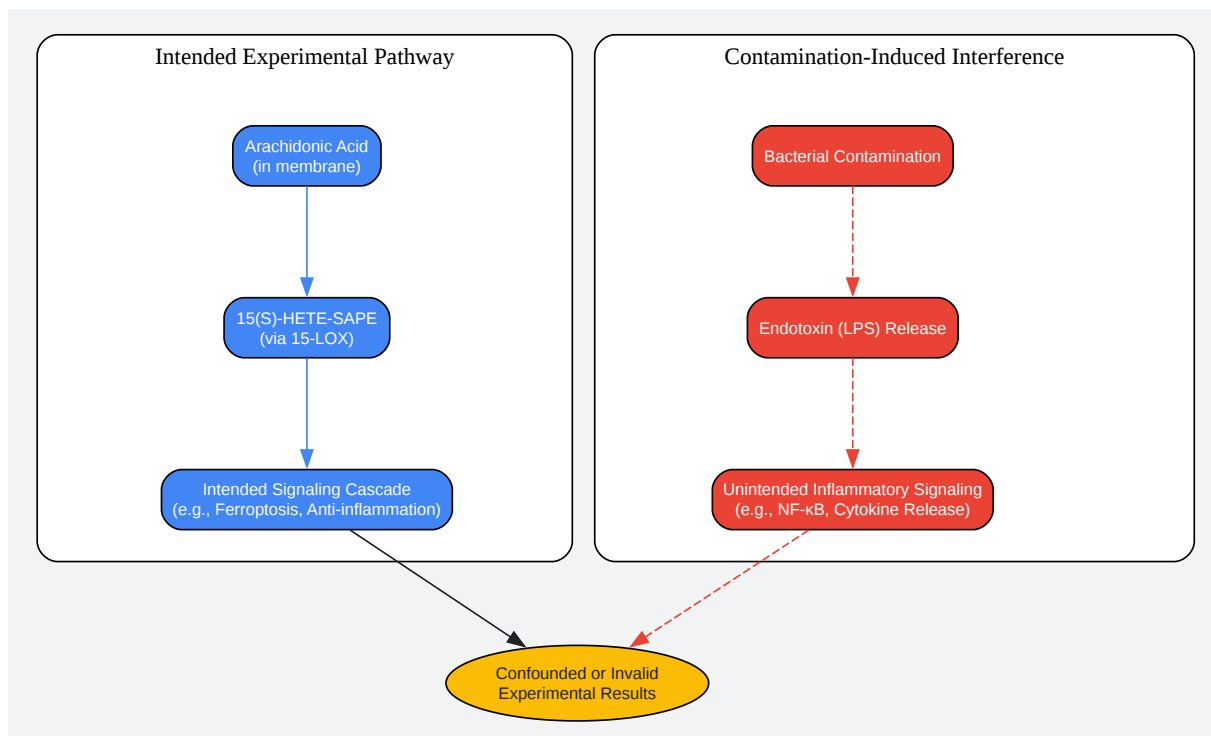 Intended Experimental Pathway
Arachidonic Acid
(in membrane)
15(S)-HETE-SAPE
(via 15-LOX)
Intended Signaling Cascade
(e.g., Ferroptosis, Anti-inflammation)
Contamination-Induced Interference
Bacterial Contamination
Endotoxin (LPS) Release
Unintended Inflammatory Signaling
(e.g., NF-κB, Cytokine Release)
Confounded or Invalid
Experimental Results